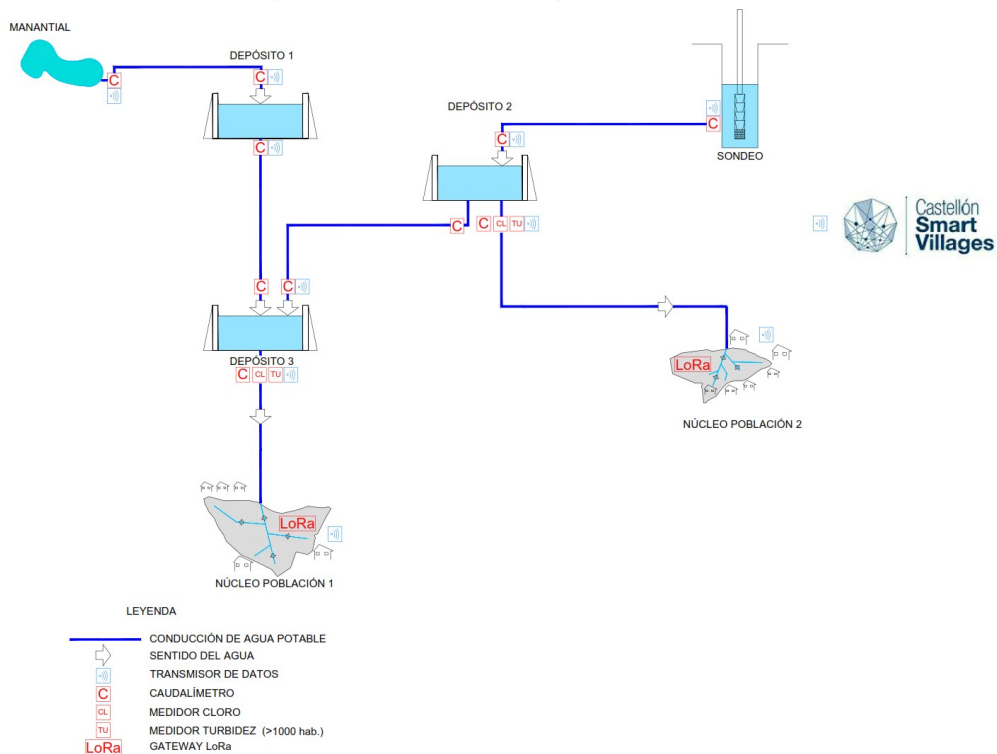 MANANTIAL
DEPÓSITO 1
C
C
C
DEPÓSITO 2
C
C
SONDEO
C
C CL TU
C
C
Castellón
Smart
Villages
DEPÓSITO 3
C CL TU
LoRa
NÚCLEO POBLACIÓN 2
LoRa
NÚCLEO POBLACIÓN 1
LEYENDA
CONDUCCIÓN DE AGUA POTABLE
SENTIDO DEL AGUA
TRANSMISOR DE DATOS
C CAUDALÍMETRO
CL MEDIDOR CLORO
TU MEDIDOR TURBIDEZ (>1000 hab.)
LoRa GATEWAY LoRa